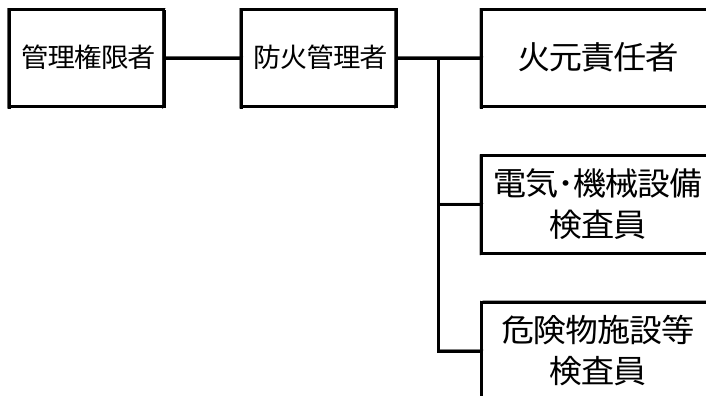 管理権限者
防火管理者
火元責任者
電気・機械設備
検査員
危険物施設等
検査員